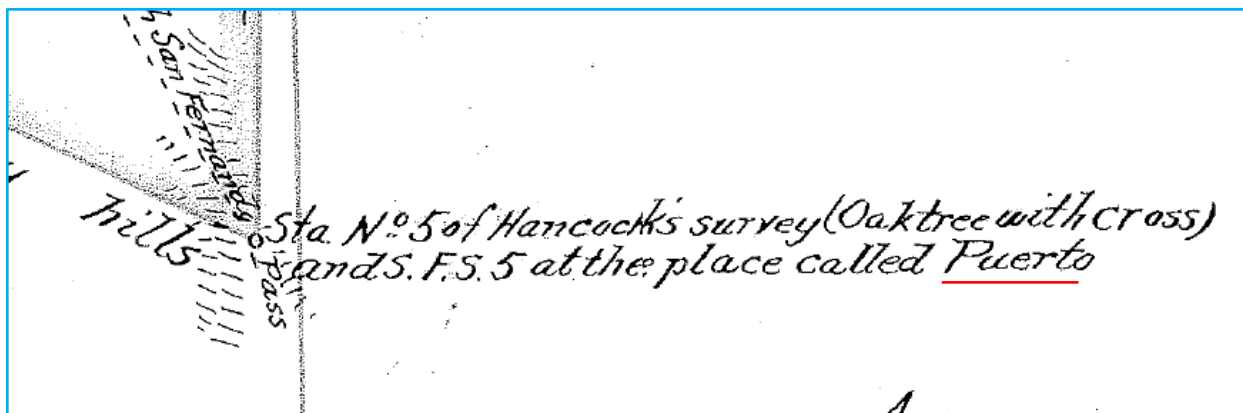 San Fernando
hills
Pass
Sta. Nº 5 of Hancock's survey (Oaktree with cross)
and S. F. S. 5 at the place called Puerto